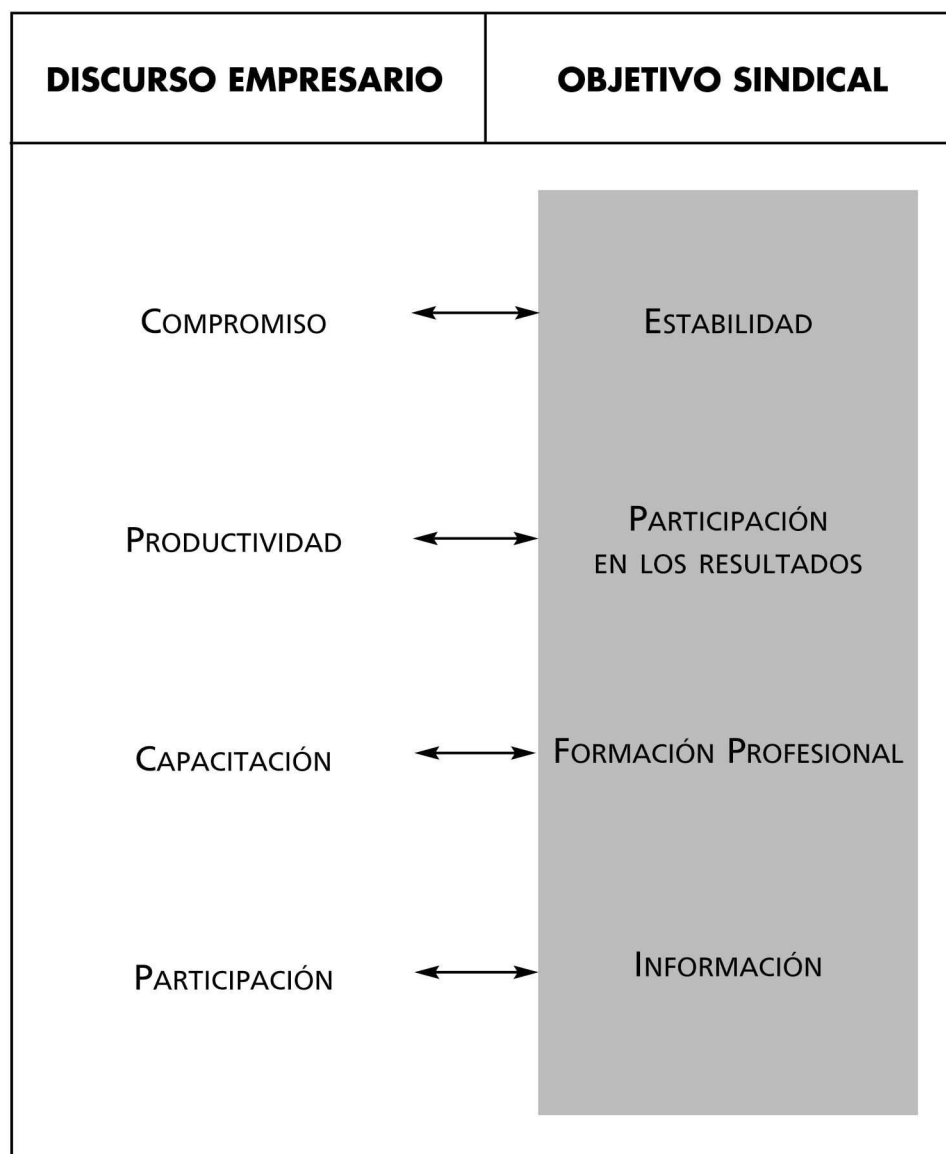 DISCURSO EMPRESARIO
OBJETIVO SINDICAL
COMPROMISO
ESTABILIDAD
PRODUCTIVIDAD
PARTICIPACIÓN
EN LOS RESULTADOS
CAPACITACIÓN
FORMACIÓN PROFESIONAL
PARTICIPACIÓN
INFORMACIÓN